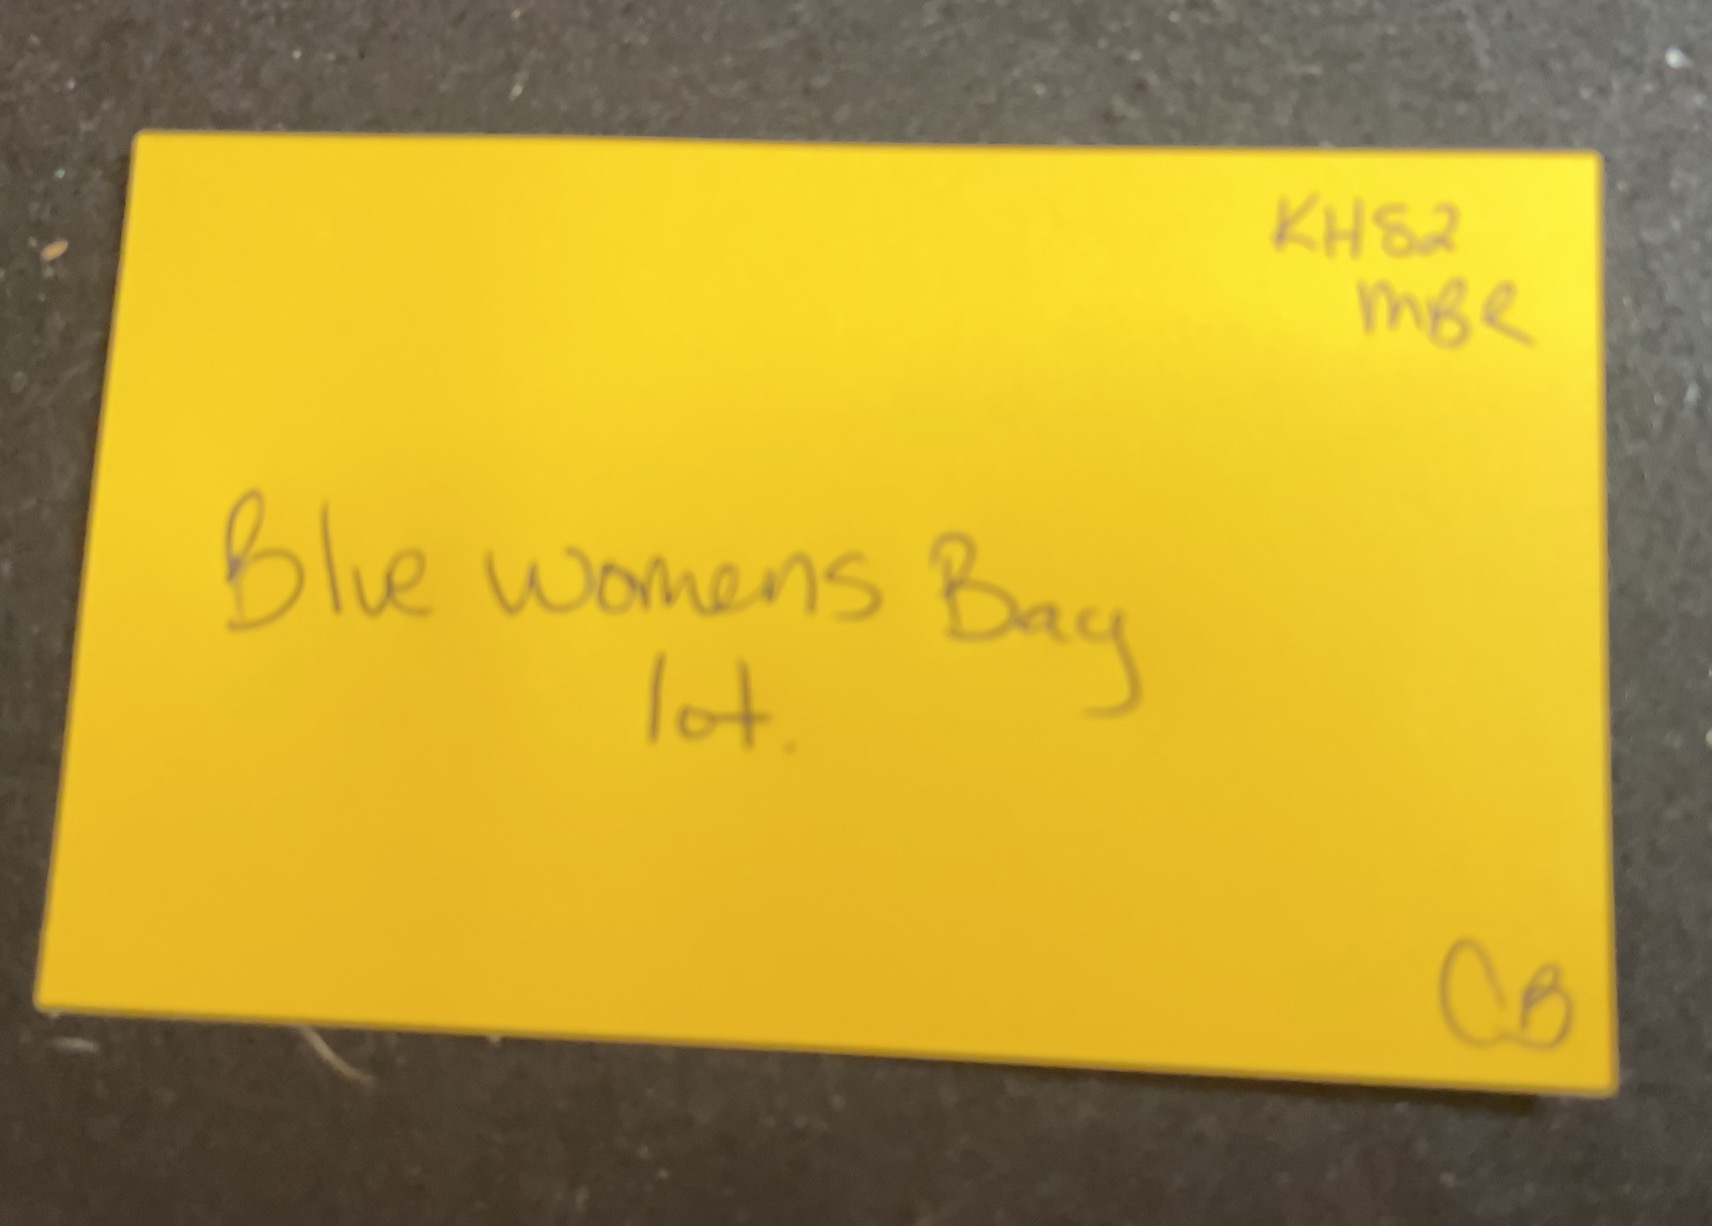 KH82
MBR
Blue womens Bag
lot.
CB